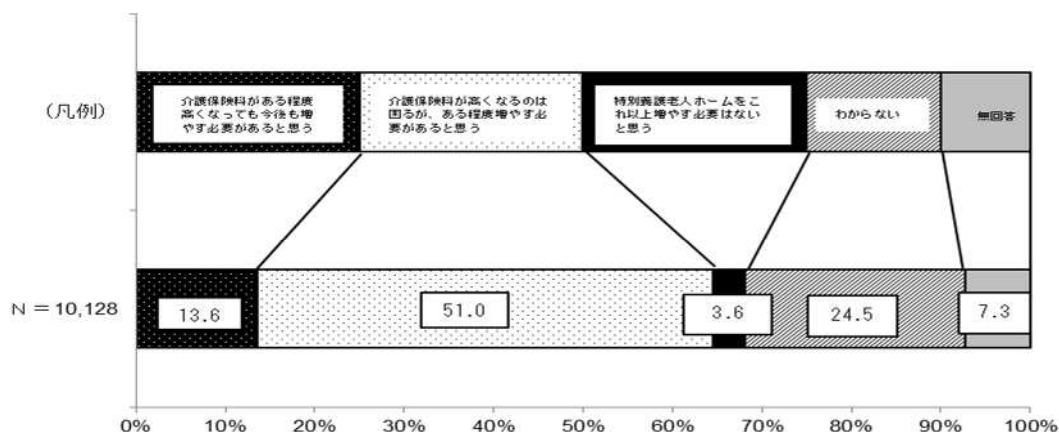 (凡例)
介護保険料がある程度
高くなっても今後も増
やす必要があると思う
介護保険料が高くなるのは
困るが、ある程度増やす必
要があると思う
特別養護老人ホームをこ
れ以上増やす必要はない
と思う
わからない
無回答
N=10,128
13.6
51.0
3.6
24.5
7.3
0%
10%
20%
30%
40%
50%
60%
70%
80%
90%
100%